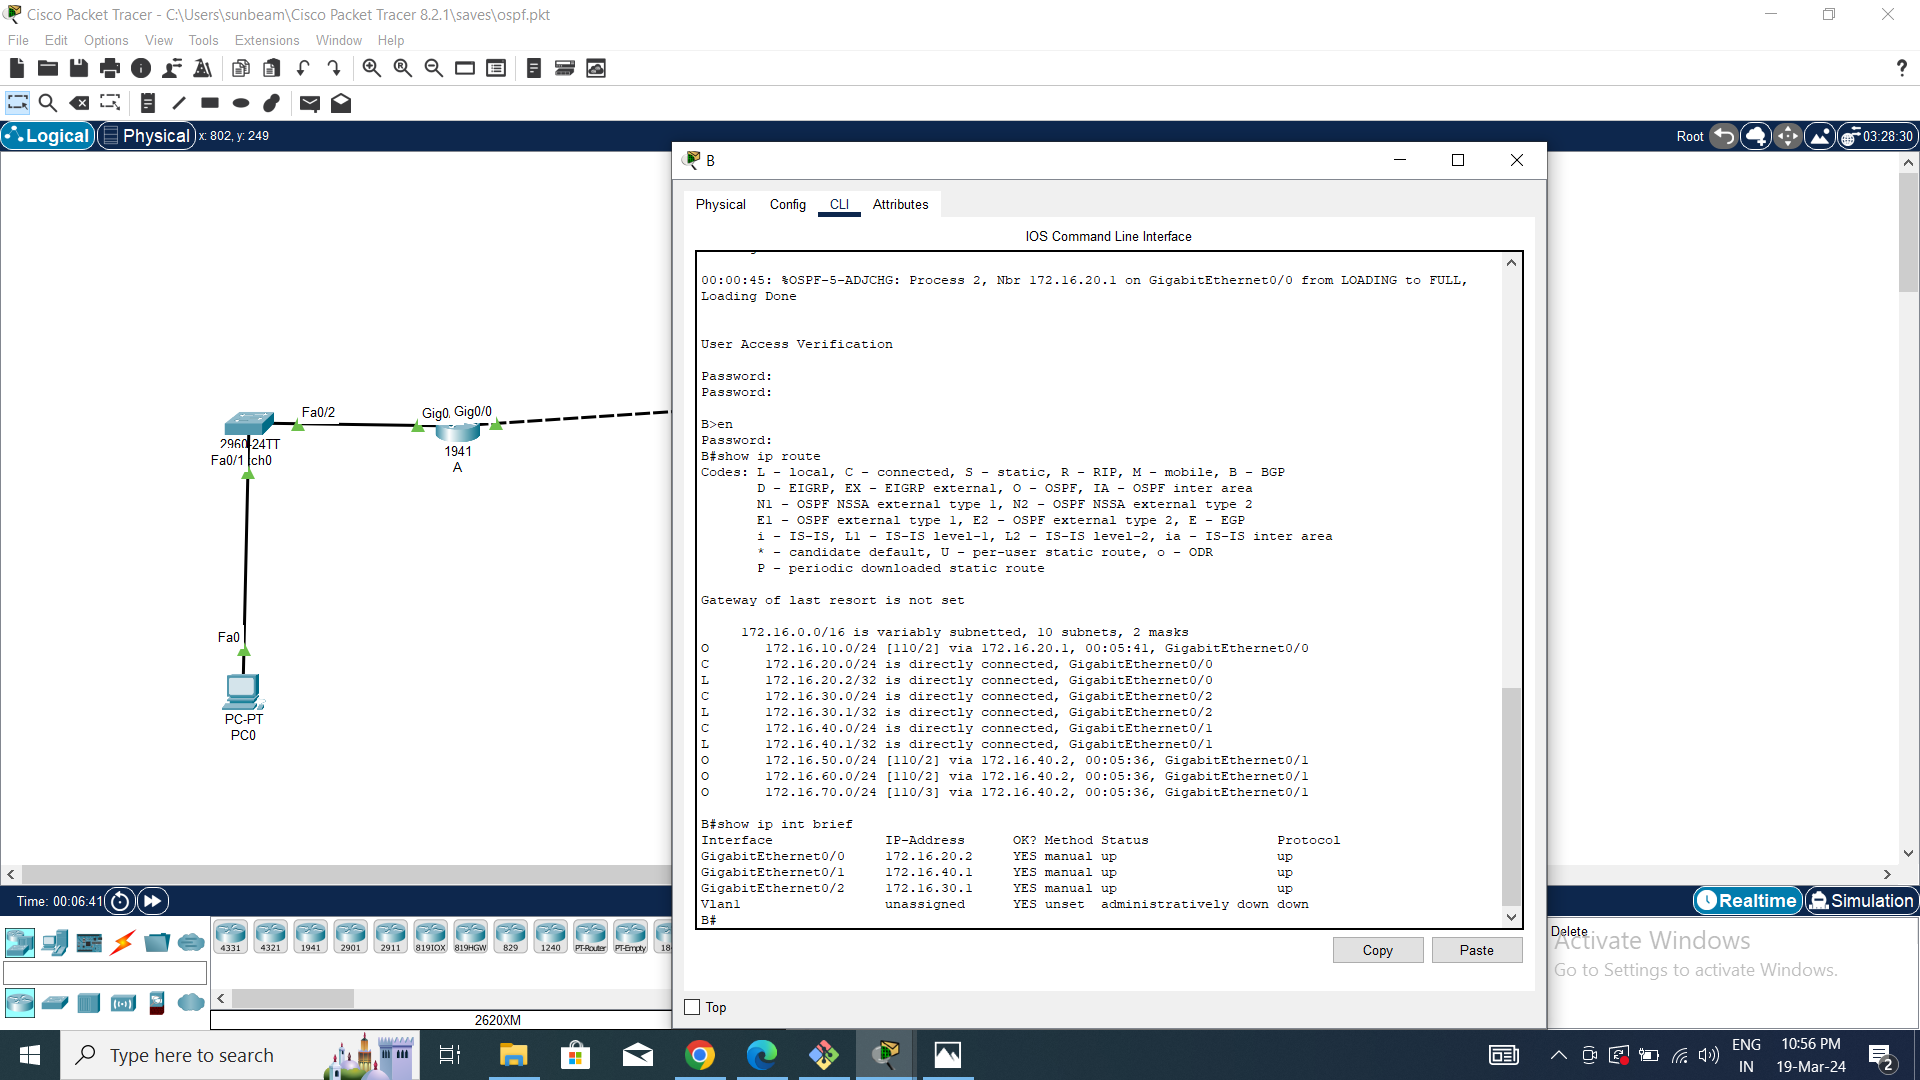 Cisco Packet Tracer - C:\Users\sunbeam\Cisco Packet Tracer 8.2.1\saves\ospf.pkt
File Edit Options View Tools Extensions Window Help
Logical Physical x: 802, y: 249
Root 03:28:30
B
Physical Config CLI Attributes
IOS Command Line Interface
00:00:45: %OSPF-5-ADJCHG: Process 2, Nbr 172.16.20.1 on GigabitEthernet0/0 from LOADING to FULL,
Loading Done
User Access Verification
Password:
Password:
B>en
Password:
B#show ip route
Codes: L - local, C - connected, S - static, R - RIP, M - mobile, B - BGP
D - EIGRP, EX - EIGRP external, O - OSPF, IA - OSPF inter area
N1 - OSPF NSSA external type 1, N2 - OSPF NSSA external type 2
E1 - OSPF external type 1, E2 - OSPF external type 2, E - EGP
i - IS-IS, L1 - IS-IS level-1, L2 - IS-IS level-2, ia - IS-IS inter area
* - candidate default, U - per-user static route, o - ODR
P - periodic downloaded static route
Gateway of last resort is not set
172.16.0.0/16 is variably subnetted, 10 subnets, 2 masks
O 172.16.10.0/24 [110/2] via 172.16.20.1, 00:05:41, GigabitEthernet0/0
C 172.16.20.0/24 is directly connected, GigabitEthernet0/0
L 172.16.20.2/32 is directly connected, GigabitEthernet0/0
C 172.16.30.0/24 is directly connected, GigabitEthernet0/2
L 172.16.30.1/32 is directly connected, GigabitEthernet0/2
C 172.16.40.0/24 is directly connected, GigabitEthernet0/1
L 172.16.40.1/32 is directly connected, GigabitEthernet0/1
O 172.16.50.0/24 [110/2] via 172.16.40.2, 00:05:36, GigabitEthernet0/1
O 172.16.60.0/24 [110/2] via 172.16.40.2, 00:05:36, GigabitEthernet0/1
O 172.16.70.0/24 [110/3] via 172.16.40.2, 00:05:36, GigabitEthernet0/1
B#show ip int brief
Interface IP-Address OK? Method Status Protocol
GigabitEthernet0/0 172.16.20.2 YES manual up up
GigabitEthernet0/1 172.16.40.1 YES manual up up
GigabitEthernet0/2 172.16.30.1 YES manual up up
Vlan1 unassigned YES unset administratively down down
B#
Copy Paste
Top
Fa0/2 Gig0 Gig0/0
2960-24TT
Fa0/1 tch0
1941
A
Fa0
PC-PT
PC0
Time: 00:06:41
Realtime Simulation
4331 4321 1941 2901 2911 819IOX 819HGW 829 1240 PT-Router PT-Empty 18
2620XM
Delete
Activate Windows
Go to Settings to activate Windows.
Type here to search
ENG
IN
10:56 PM
19-Mar-24
2